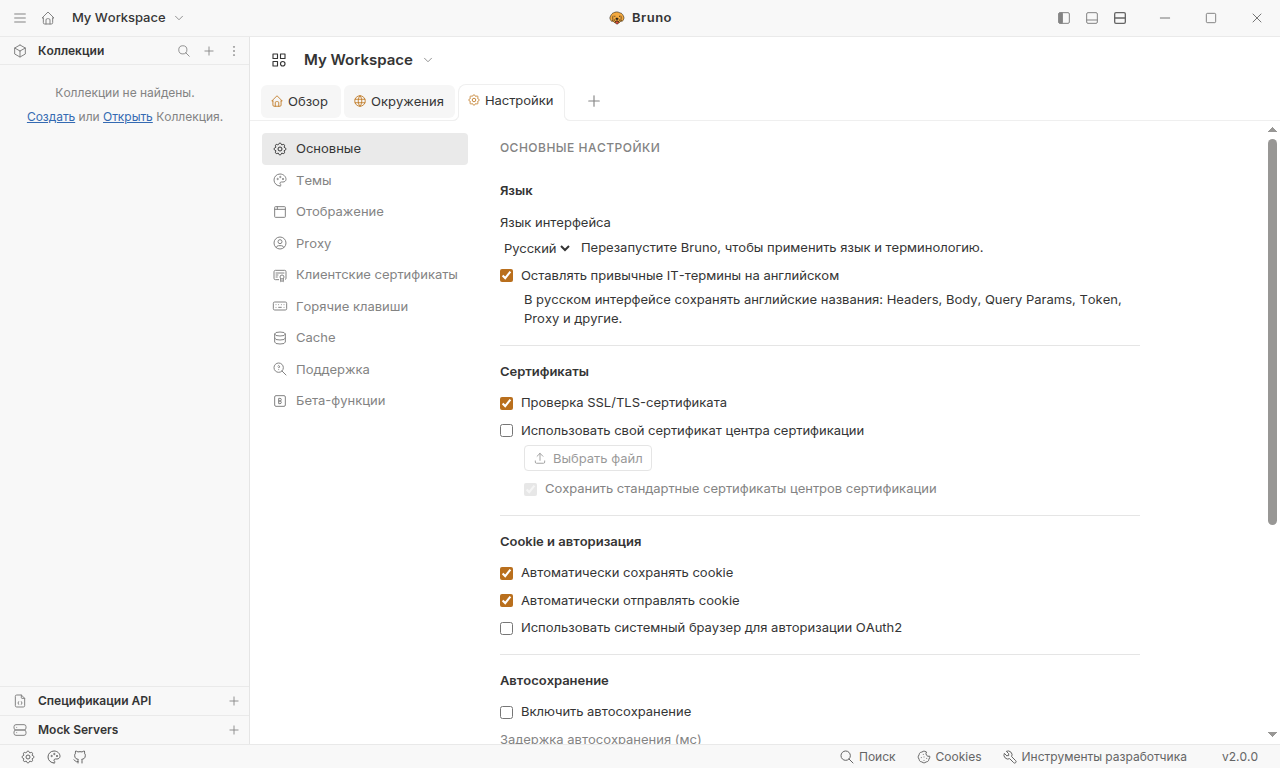 My Workspace
Bruno
Коллекции
Коллекции не найдены.
Создать или Открыть Коллекция.
Спецификации API
Mock Servers
My Workspace
Обзор
Окружения
Настройки
Основные
Темы
Отображение
Proxy
Клиентские сертификаты
Горячие клавиши
Cache
Поддержка
Бета-функции
ОСНОВНЫЕ НАСТРОЙКИ
Язык
Язык интерфейса
Русский Перезапустите Bruno, чтобы применить язык и терминологию.
Оставлять привычные IT-термины на английском
В русском интерфейсе сохранять английские названия: Headers, Body, Query Params, Token,
Proxy и другие.
Сертификаты
Проверка SSL/TLS-сертификата
Использовать свой сертификат центра сертификации
Выбрать файл
Сохранить стандартные сертификаты центров сертификации
Cookie и авторизация
Автоматически сохранять cookie
Автоматически отправлять cookie
Использовать системный браузер для авторизации OAuth2
Автосохранение
Включить автосохранение
Задержка автосохранения (мс)
Поиск
Cookies
Инструменты разработчика
v2.0.0